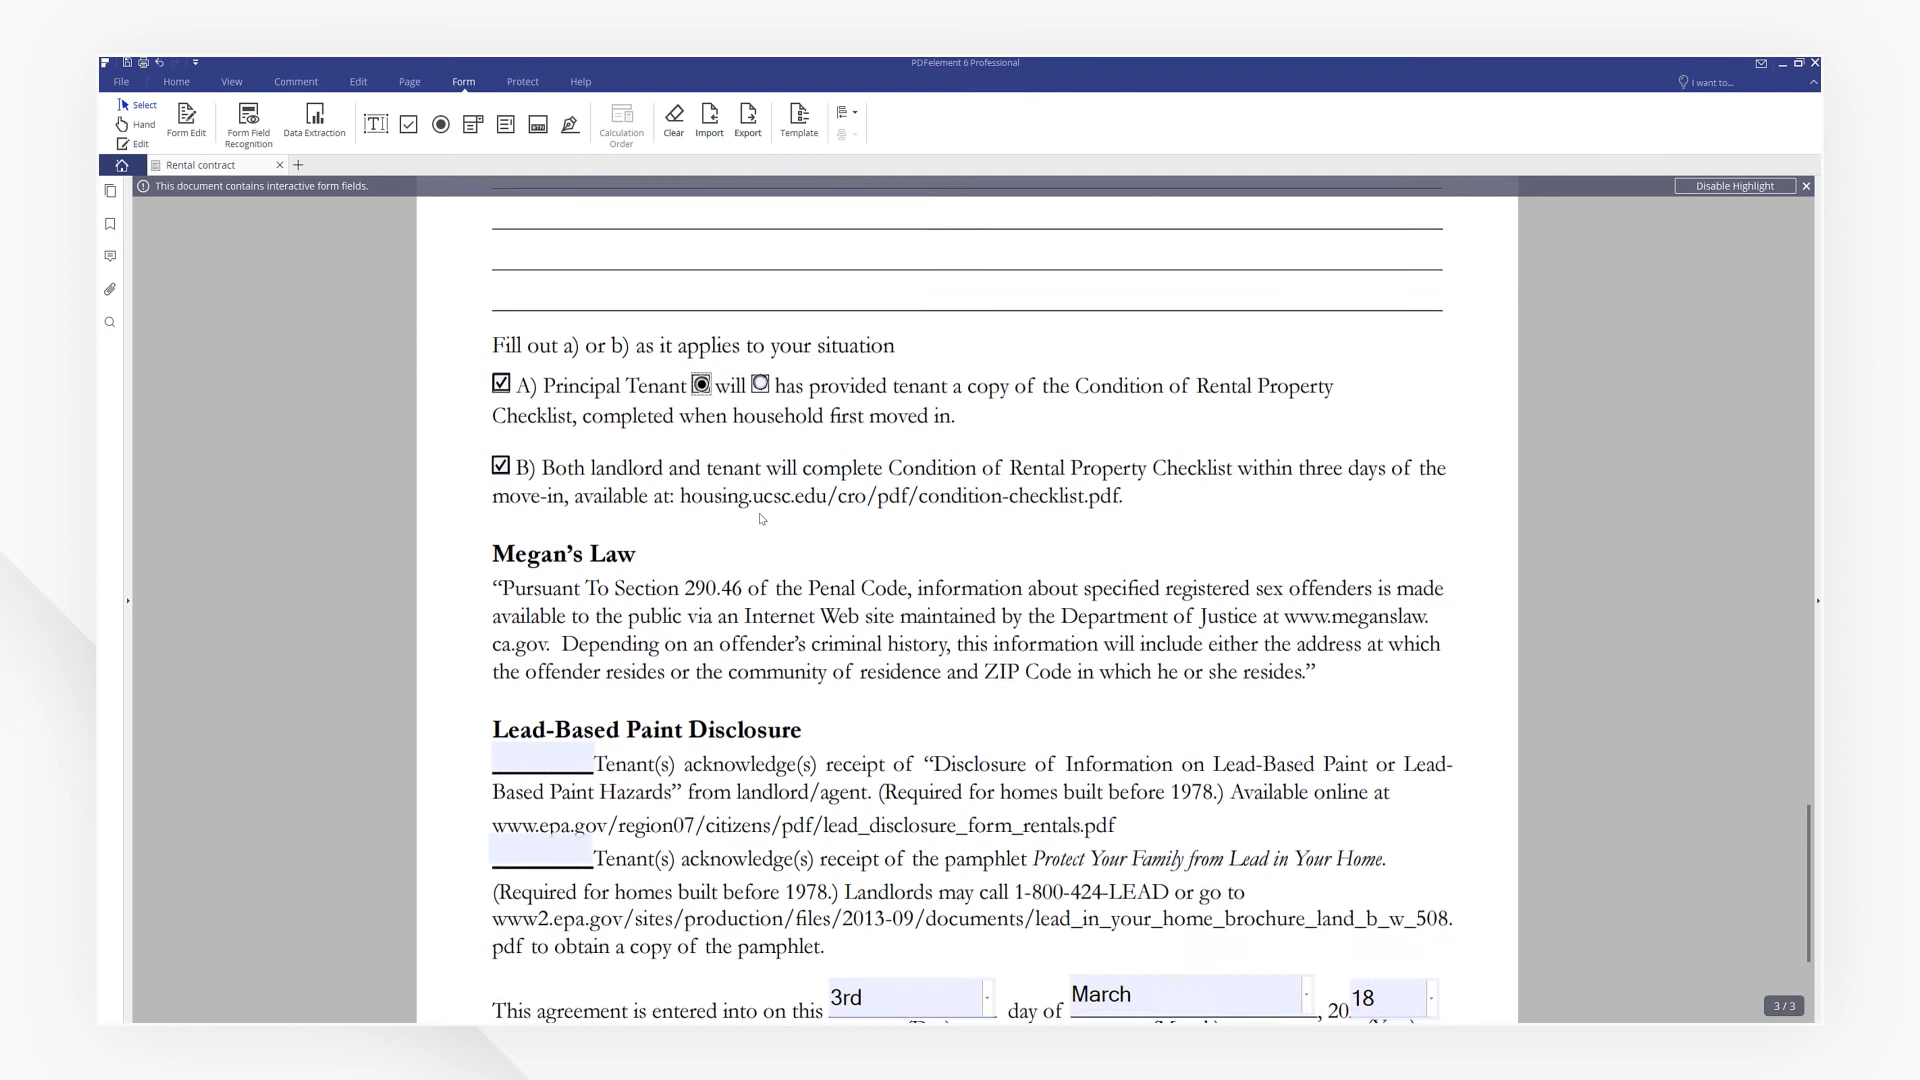 PDFelement 6 Professional
File Home View Comment Edit Page Form Protect Help I want to...
Select
Hand
Edit
Form Edit
Form Field
Recognition
Data Extraction
Calculation
Order
Clear Import Export Template
Rental contract
This document contains interactive form fields. Disable Highlight
Fill out a) or b) as it applies to your situation
A) Principal Tenant will has provided tenant a copy of the Condition of Rental Property
Checklist, completed when household first moved in.
B) Both landlord and tenant will complete Condition of Rental Property Checklist within three days of the
move-in, available at: housing.ucsc.edu/cro/pdf/condition-checklist.pdf.
Megan’s Law
“Pursuant To Section 290.46 of the Penal Code, information about specified registered sex offenders is made
available to the public via an Internet Web site maintained by the Department of Justice at www.meganslaw.
ca.gov. Depending on an offender’s criminal history, this information will include either the address at which
the offender resides or the community of residence and ZIP Code in which he or she resides.”
Lead-Based Paint Disclosure
Tenant(s) acknowledge(s) receipt of “Disclosure of Information on Lead-Based Paint or Lead-
Based Paint Hazards” from landlord/agent. (Required for homes built before 1978.) Available online at
www.epa.gov/region07/citizens/pdf/lead_disclosure_form_rentals.pdf
Tenant(s) acknowledge(s) receipt of the pamphlet Protect Your Family from Lead in Your Home.
(Required for homes built before 1978.) Landlords may call 1-800-424-LEAD or go to
www2.epa.gov/sites/production/files/2013-09/documents/lead_in_your_home_brochure_land_b_w_508.
pdf to obtain a copy of the pamphlet.
This agreement is entered into on this 3rd day of March , 20 18
3 / 3